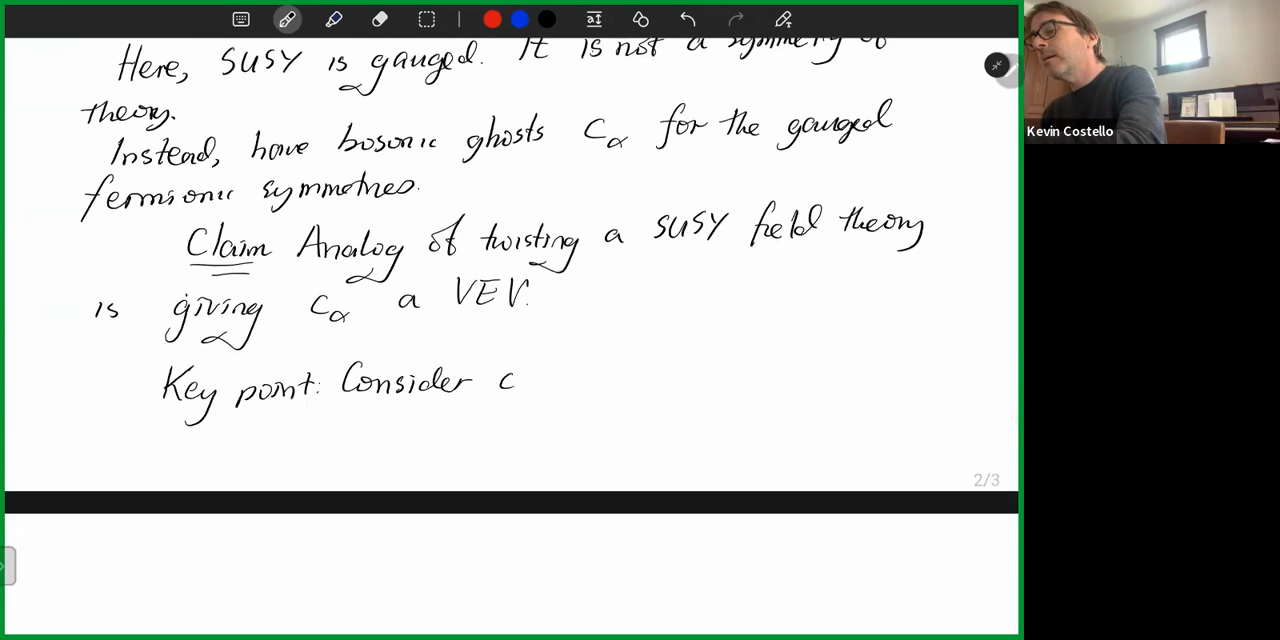 Here, SUSY is gauged. It is not a symmetry of
theory.
Instead, have bosonic ghosts Cα for the gauged
fermionic symmetries.
Claim Analog of twisting a SUSY field theory
is giving Cα a VEV.
Key point: Consider c
2/3
Kevin Costello